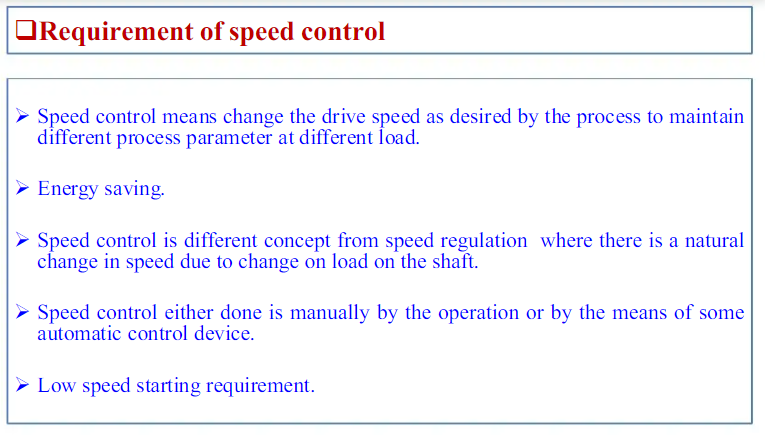 ❑Requirement of speed control
➢ Speed control means change the drive speed as desired by the process to maintain
different process parameter at different load.
➢ Energy saving.
➢ Speed control is different concept from speed regulation where there is a natural
change in speed due to change on load on the shaft.
➢ Speed control either done is manually by the operation or by the means of some
automatic control device.
➢ Low speed starting requirement.